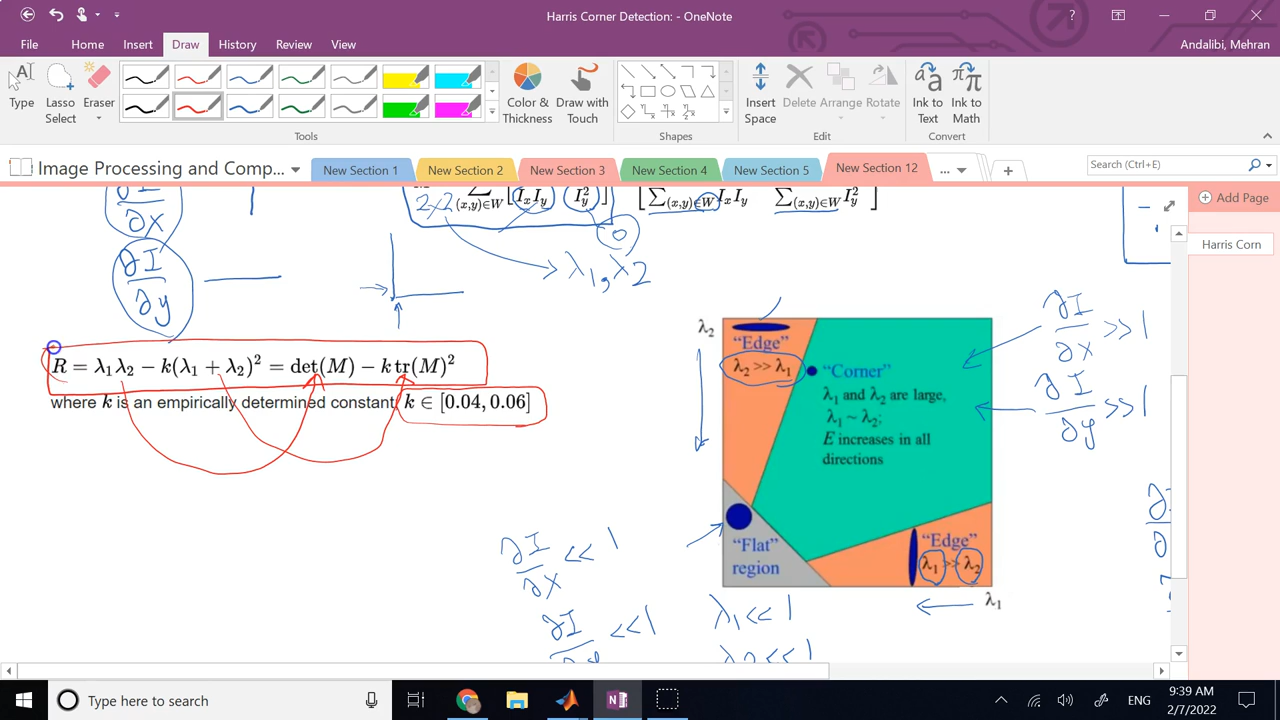 Harris Corner Detection: - OneNote
File Home Insert Draw History Review View
Andalibi, Mehran
Type
Lasso Select
Eraser
Color & Thickness
Draw with Touch
Insert Space
Delete
Arrange
Rotate
Ink to Text
Ink to Math
Tools
Shapes
Edit
Convert
Image Processing and Comp...
New Section 1
New Section 2
New Section 3
New Section 4
New Section 5
New Section 12
...
Search (Ctrl+E)
Add Page
Harris Corn
∂I/∂x
2x2 ∑(x,y)∈W [IxIy Iy²] [∑(x,y)∈W IxIy ∑(x,y)∈W Iy²]
0
∂I/∂y
λ1, λ2
R = λ1λ2 − k(λ1 + λ2)² = det(M) − k tr(M)²
where k is an empirically determined constant k ∈ [0.04, 0.06]
λ2
"Edge"
λ2 >> λ1
"Corner"
λ1 and λ2 are large,
λ1 ~ λ2;
E increases in all
directions
∂I/∂x >> 1
∂I/∂y >> 1
"Flat"
region
"Edge"
λ1 >> λ2
λ1
∂I/∂x << 1
∂I/∂y << 1
λ1 << 1
λ2 << 1
Type here to search
ENG
9:39 AM
2/7/2022